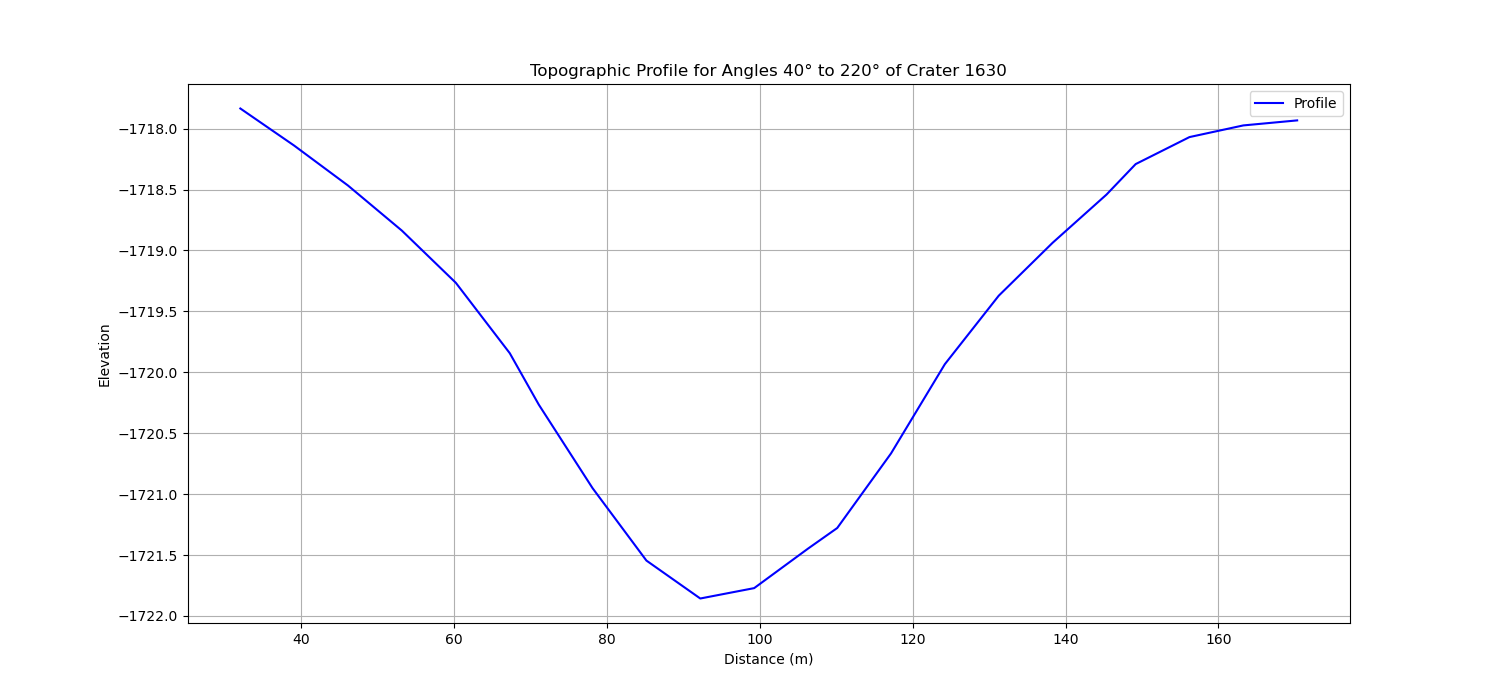 Topographic Profile for Angles 40° to 220° of Crater 1630
Profile
−1718.0
−1718.5
−1719.0
−1719.5
−1720.0
−1720.5
−1721.0
−1721.5
−1722.0
Elevation
40 60 80 100 120 140 160
Distance (m)